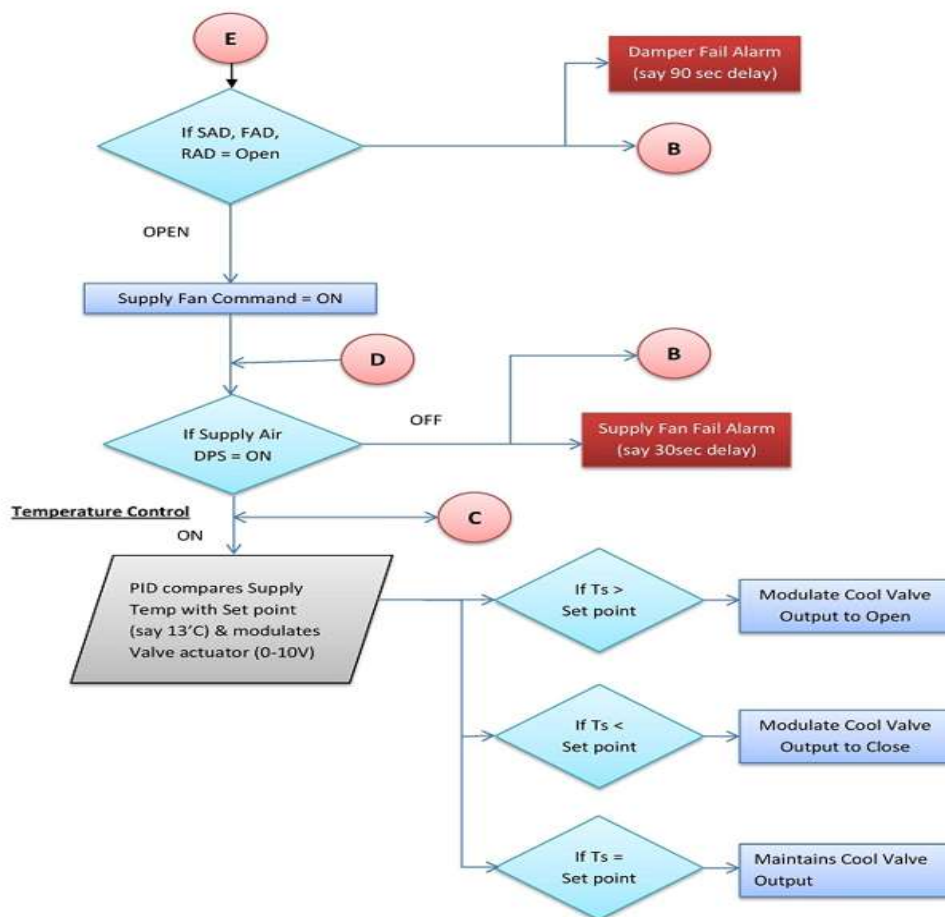 E
Damper Fail Alarm
(say 90 sec delay)
If SAD, FAD,
RAD = Open
B
OPEN
Supply Fan Command = ON
D
B
If Supply Air
DPS = ON
OFF
Supply Fan Fail Alarm
(say 30sec delay)
Temperature Control
ON
C
PID compares Supply
Temp with Set point
(say 13'C) & modulates
Valve actuator (0-10V)
If Ts >
Set point
Modulate Cool Valve
Output to Open
If Ts <
Set point
Modulate Cool Valve
Output to Close
If Ts =
Set point
Maintains Cool Valve
Output